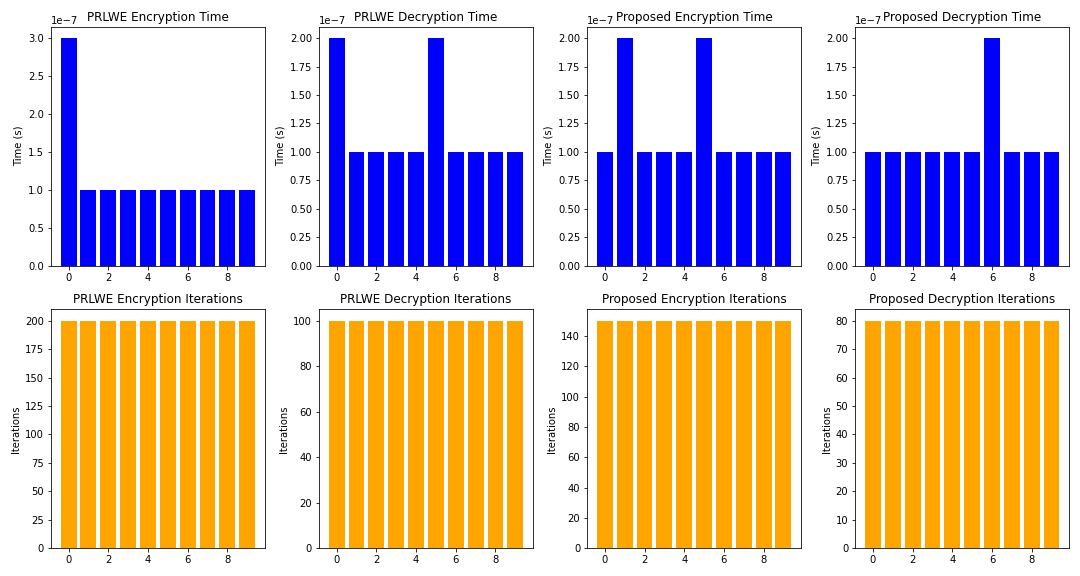 PRLWE Encryption Time
1e−7
Time (s)
3.0
2.5
2.0
1.5
1.0
0.5
0.0
0 2 4 6 8
PRLWE Decryption Time
1e−7
Time (s)
2.00
1.75
1.50
1.25
1.00
0.75
0.50
0.25
0.00
0 2 4 6 8
Proposed Encryption Time
1e−7
Time (s)
2.00
1.75
1.50
1.25
1.00
0.75
0.50
0.25
0.00
0 2 4 6 8
Proposed Decryption Time
1e−7
Time (s)
2.00
1.75
1.50
1.25
1.00
0.75
0.50
0.25
0.00
0 2 4 6 8
PRLWE Encryption Iterations
Iterations
200
175
150
125
100
75
50
25
0
0 2 4 6 8
PRLWE Decryption Iterations
Iterations
100
80
60
40
20
0
0 2 4 6 8
Proposed Encryption Iterations
Iterations
140
120
100
80
60
40
20
0
0 2 4 6 8
Proposed Decryption Iterations
Iterations
80
70
60
50
40
30
20
10
0
0 2 4 6 8